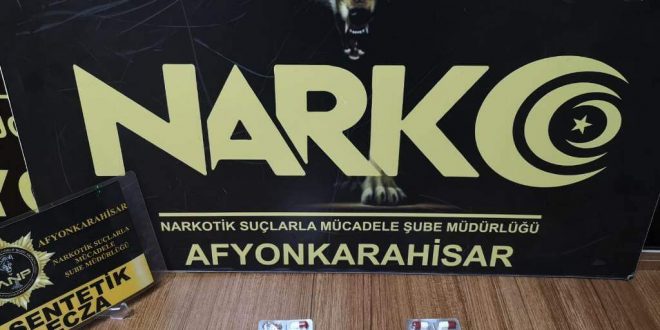 NARKO
NARKOTİK SUÇLARLA MÜCADELE ŞUBE MÜDÜRLÜĞÜ
AFYONKARAHİSAR
AFYONKARAHİSAR
NARKOTİK SUÇLARLA
MÜCADELE
ŞUBE MÜDÜRLÜĞÜ
SENTETİK
ECZA